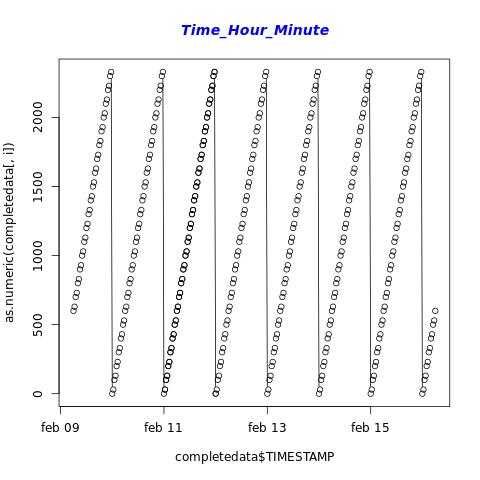 Time_Hour_Minute
as.numeric(completedata[, i])
2000
1500
1000
500
0
feb 09
feb 11
feb 13
feb 15
completedata$TIMESTAMP